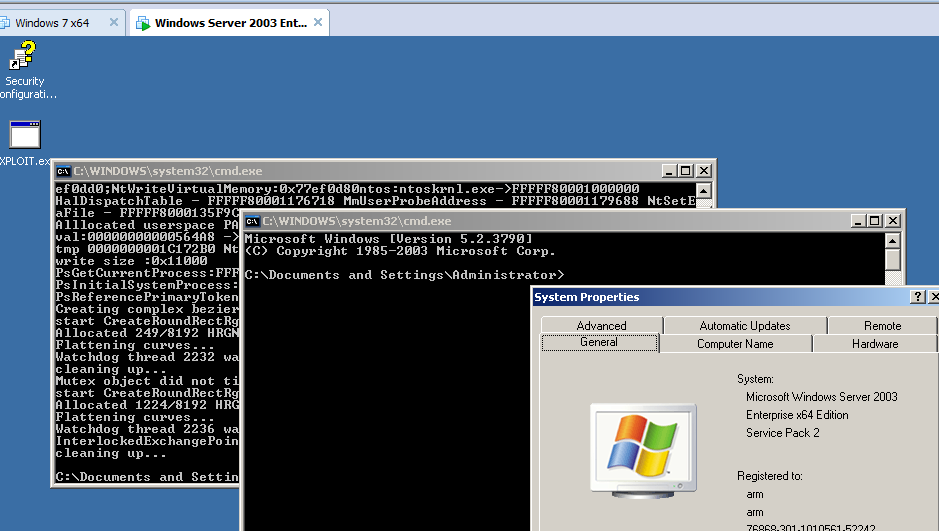 Windows 7 x64
Windows Server 2003 Ent...
Security
onfigurati...
XPLOIT.ex
C:\WINDOWS\system32\cmd.exe
ef0dd0;NtWriteVirtualMemory:0x77ef0d80ntos:ntoskrnl.exe->FFFFF80001000000
HalDispatchTable - FFFFF80001176718 MmUserProbeAddress - FFFFF80001179688 NtSetE
aFile - FFFFF8000135F9C
Alllocated userspace PA
val:00000000000564A8 ->
tmp 0000000001C172B0 Nt
write size :0x11000
PsGetCurrentProcess:FFF
PsInitialSystemProcess:
PsReferencePrimaryToken
Creating complex bezier
start CreateRoundRectRg
Allocated 249/8192 HRGN
Flattening curves...
Watchdog thread 2232 wa
cleaning up...
Mutex object did not ti
start CreateRoundRectRg
Allocated 1224/8192 HRG
Flattening curves...
Watchdog thread 2236 wa
InterlockedExchangePoin
cleaning up...
C:\Documents and Settin
C:\WINDOWS\system32\cmd.exe
Microsoft Windows [Version 5.2.3790]
(C) Copyright 1985-2003 Microsoft Corp.
C:\Documents and Settings\Administrator>
System Properties
Advanced
Automatic Updates
Remote
General
Computer Name
Hardware
System:
Microsoft Windows Server 2003
Enterprise x64 Edition
Service Pack 2
Registered to:
arm
arm
76868-301-1010561-52242